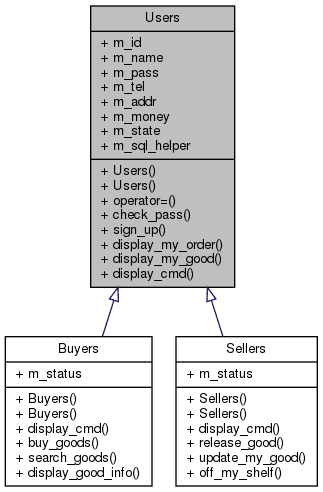 Users
+ m_id
+ m_name
+ m_pass
+ m_tel
+ m_addr
+ m_money
+ m_state
+ m_sql_helper
+ Users()
+ Users()
+ operator=()
+ check_pass()
+ sign_up()
+ display_my_order()
+ display_my_good()
+ display_cmd()
Buyers
+ m_status
+ Buyers()
+ Buyers()
+ display_cmd()
+ buy_goods()
+ search_goods()
+ display_good_info()
Sellers
+ m_status
+ Sellers()
+ Sellers()
+ display_cmd()
+ release_good()
+ update_my_good()
+ off_my_shelf()